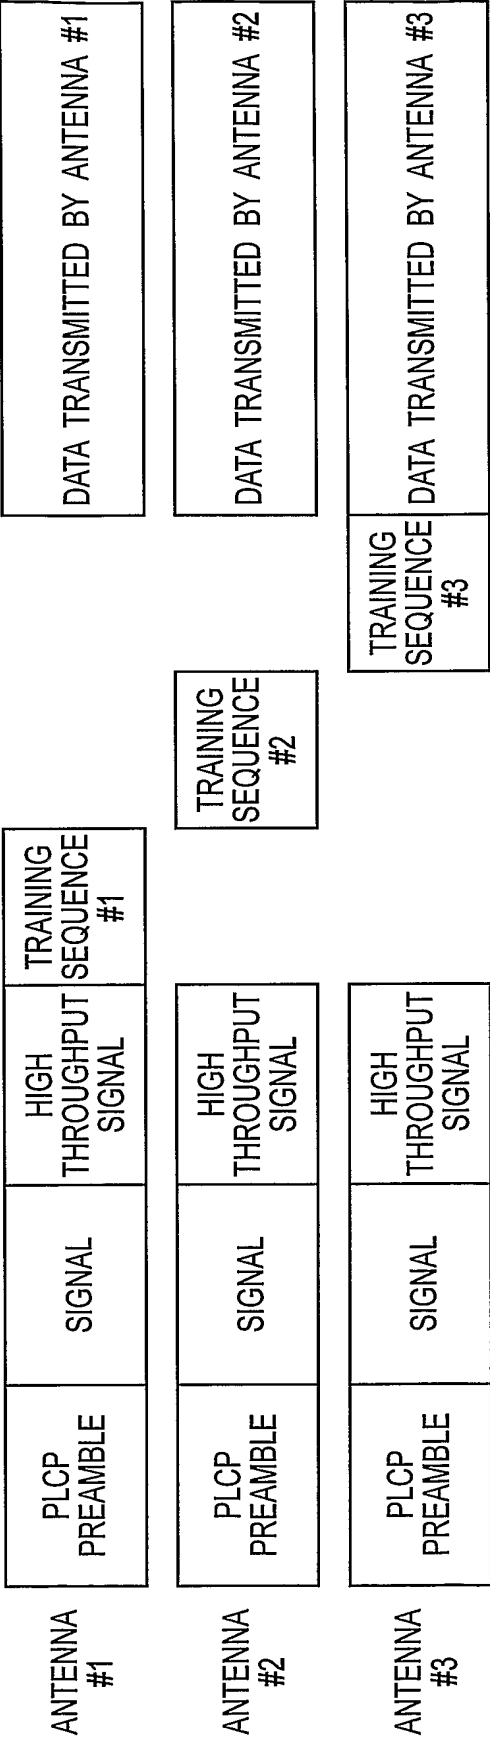 ANTENNA
#1
PLCP
PREAMBLE
SIGNAL
HIGH
THROUGHPUT
SIGNAL
TRAINING
SEQUENCE
#1
DATA TRANSMITTED BY ANTENNA #1
ANTENNA
#2
PLCP
PREAMBLE
SIGNAL
HIGH
THROUGHPUT
SIGNAL
TRAINING
SEQUENCE
#2
DATA TRANSMITTED BY ANTENNA #2
ANTENNA
#3
PLCP
PREAMBLE
SIGNAL
HIGH
THROUGHPUT
SIGNAL
TRAINING
SEQUENCE
#3
DATA TRANSMITTED BY ANTENNA #3